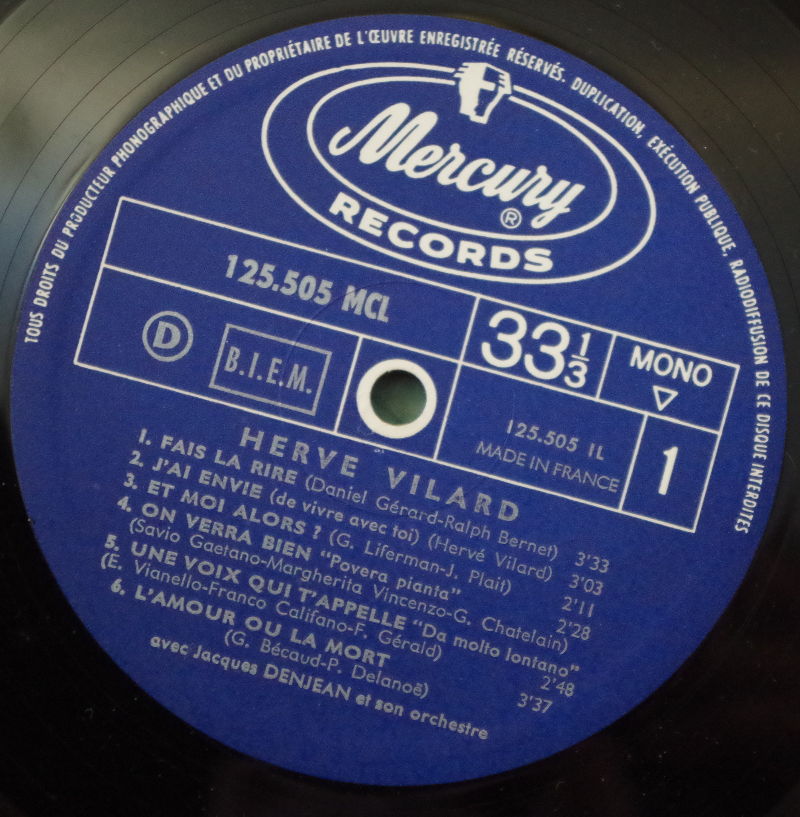 TOUS DROITS DU PRODUCTEUR PHONOGRAPHIQUE ET DU PROPRIÉTAIRE DE L'ŒUVRE ENREGISTRÉE RÉSERVÉS. DUPLICATION, EXÉCUTION PUBLIQUE, RADIODIFFUSION DE CE DISQUE INTERDITES
Mercury
®
RECORDS
125.505 MCL
33 1/3
MONO
D
B.I.E.M.
125.505 1L
MADE IN FRANCE
1
HERVE VILARD
1. FAIS LA RIRE (Daniel Gérard-Ralph Bernet) 3'33
2. J'AI ENVIE (de vivre avec toi) (Hervé Vilard) 3'03
3. ET MOI ALORS ? (G. Liferman-J. Plait) 2'11
4. ON VERRA BIEN "Povera pianta"
(Savio Gaetano-Margherita Vincenzo-G. Chatelain) 2'28
5. UNE VOIX QUI T'APPELLE "Da molto lontano"
(E. Vianello-Franco Califano-F. Gérald) 2'48
6. L'AMOUR OU LA MORT
(G. Bécaud-P. Delanoë) 3'37
avec Jacques DENJEAN et son orchestre